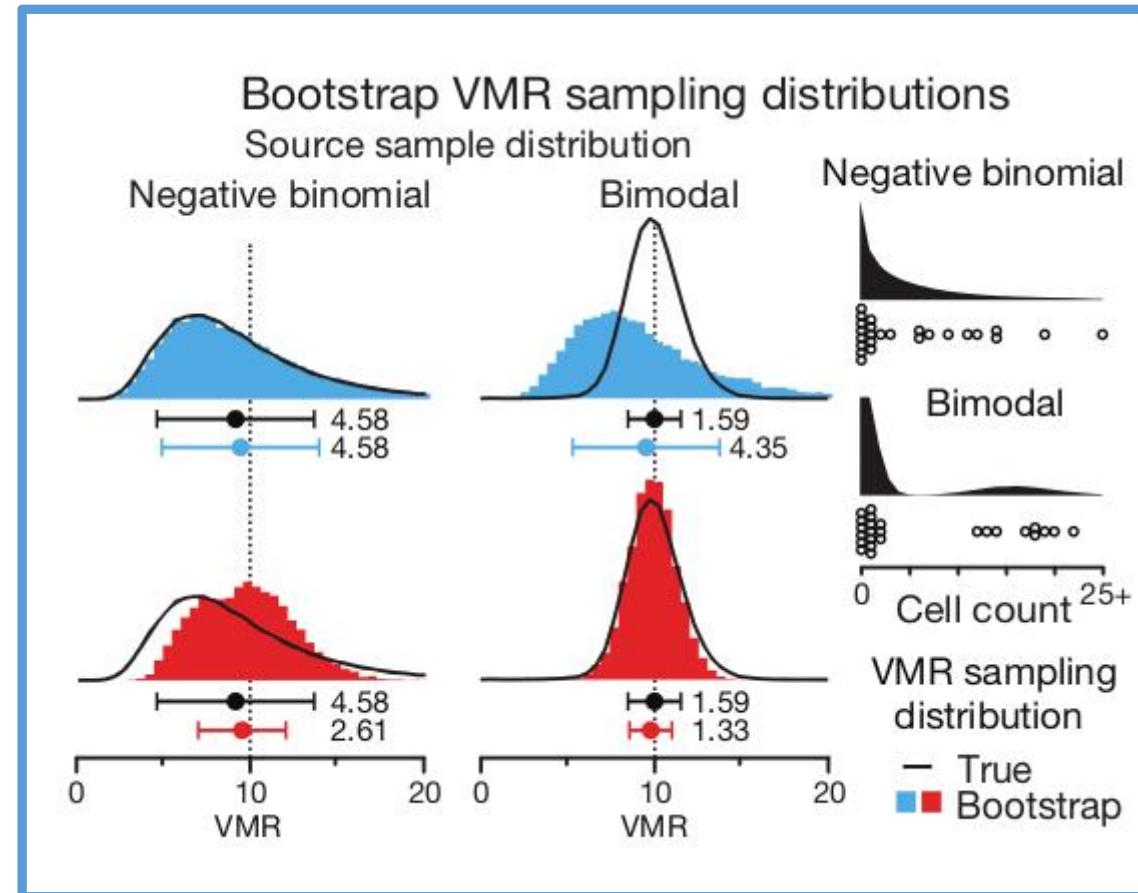 Bootstrap VMR sampling distributions
Source sample distribution
Negative binomial
Bimodal
4.58
4.58
1.59
4.35
4.58
2.61
1.59
1.33
0
10
20
VMR
0
10
20
VMR
Negative binomial
Bimodal
0
25+
Cell count
VMR sampling
distribution
True
Bootstrap